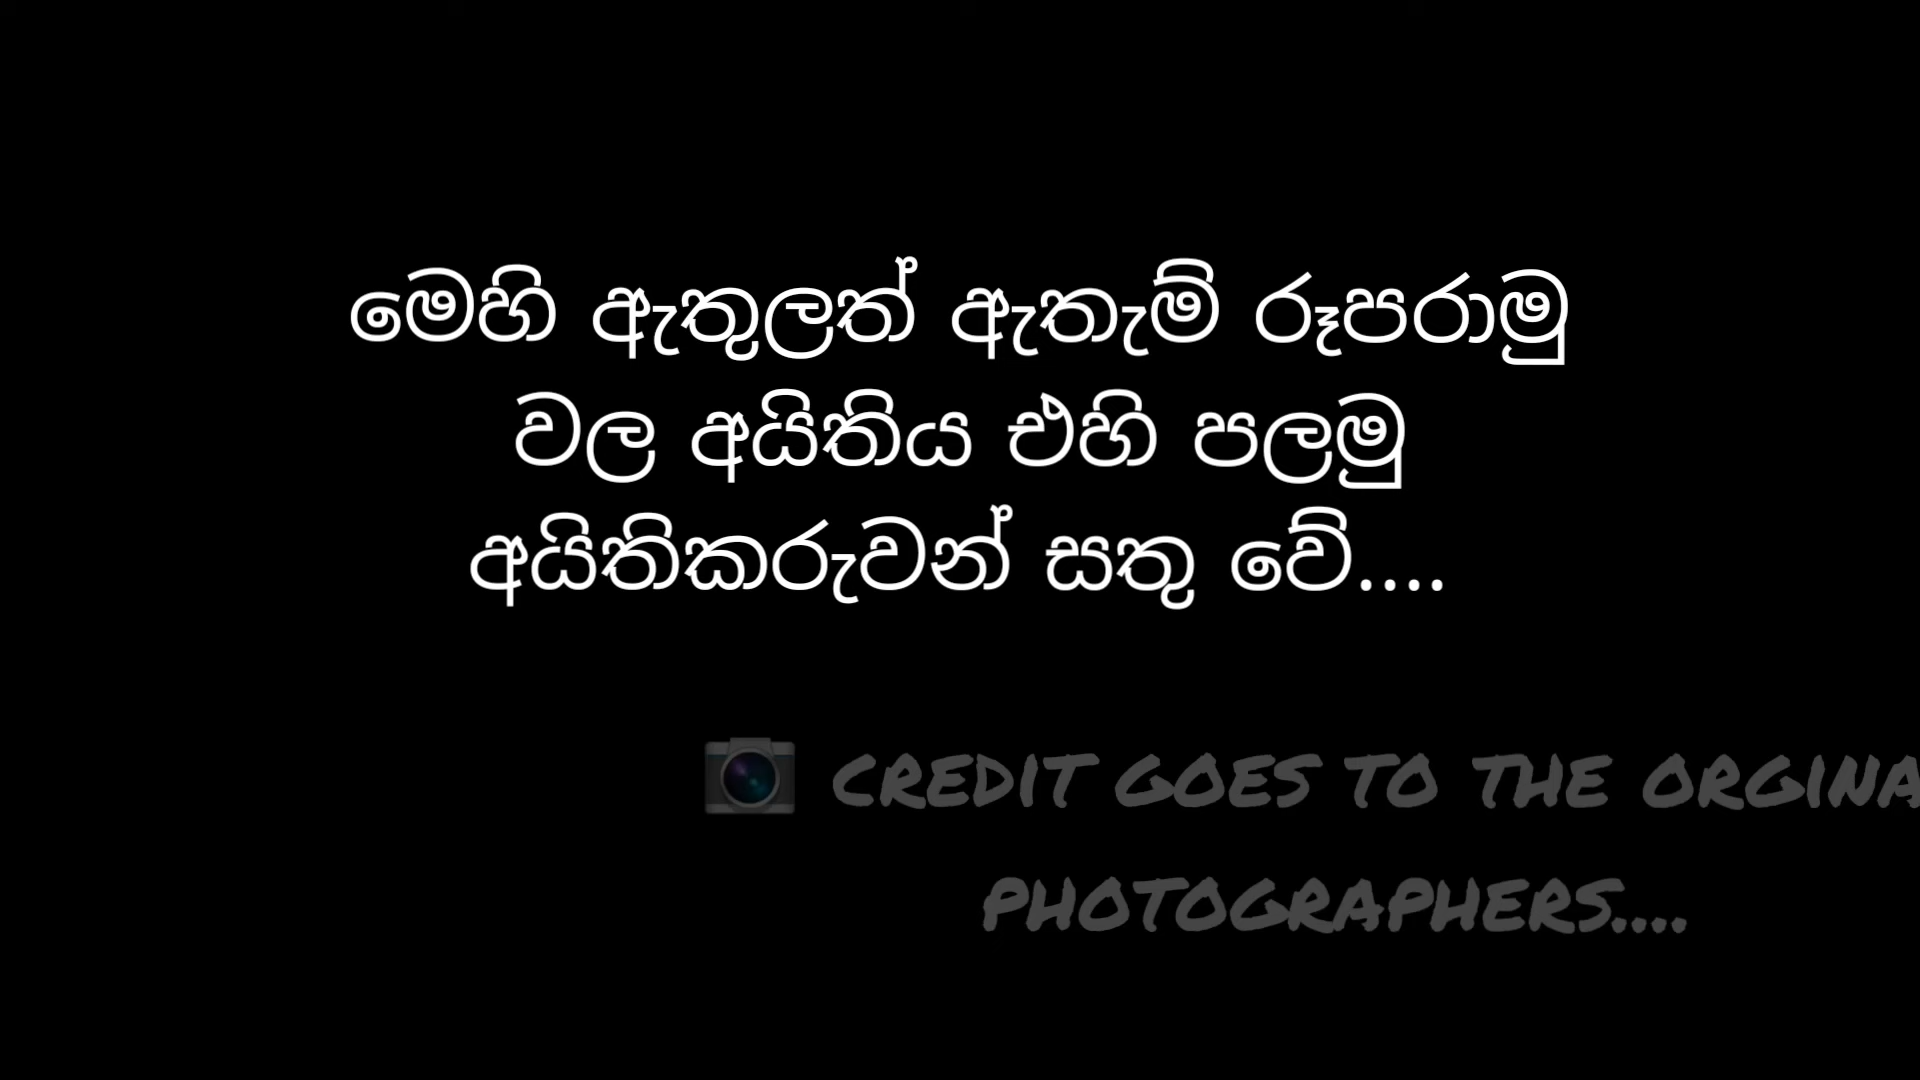 මෙහි ඇතුලත් ඇතැම් රූපරාමු
වල අයිතිය එහි පලමු
අයිතිකරුවන් සතු වේ....
📷 CREDIT GOES TO THE ORGINA
PHOTOGRAPHERS....